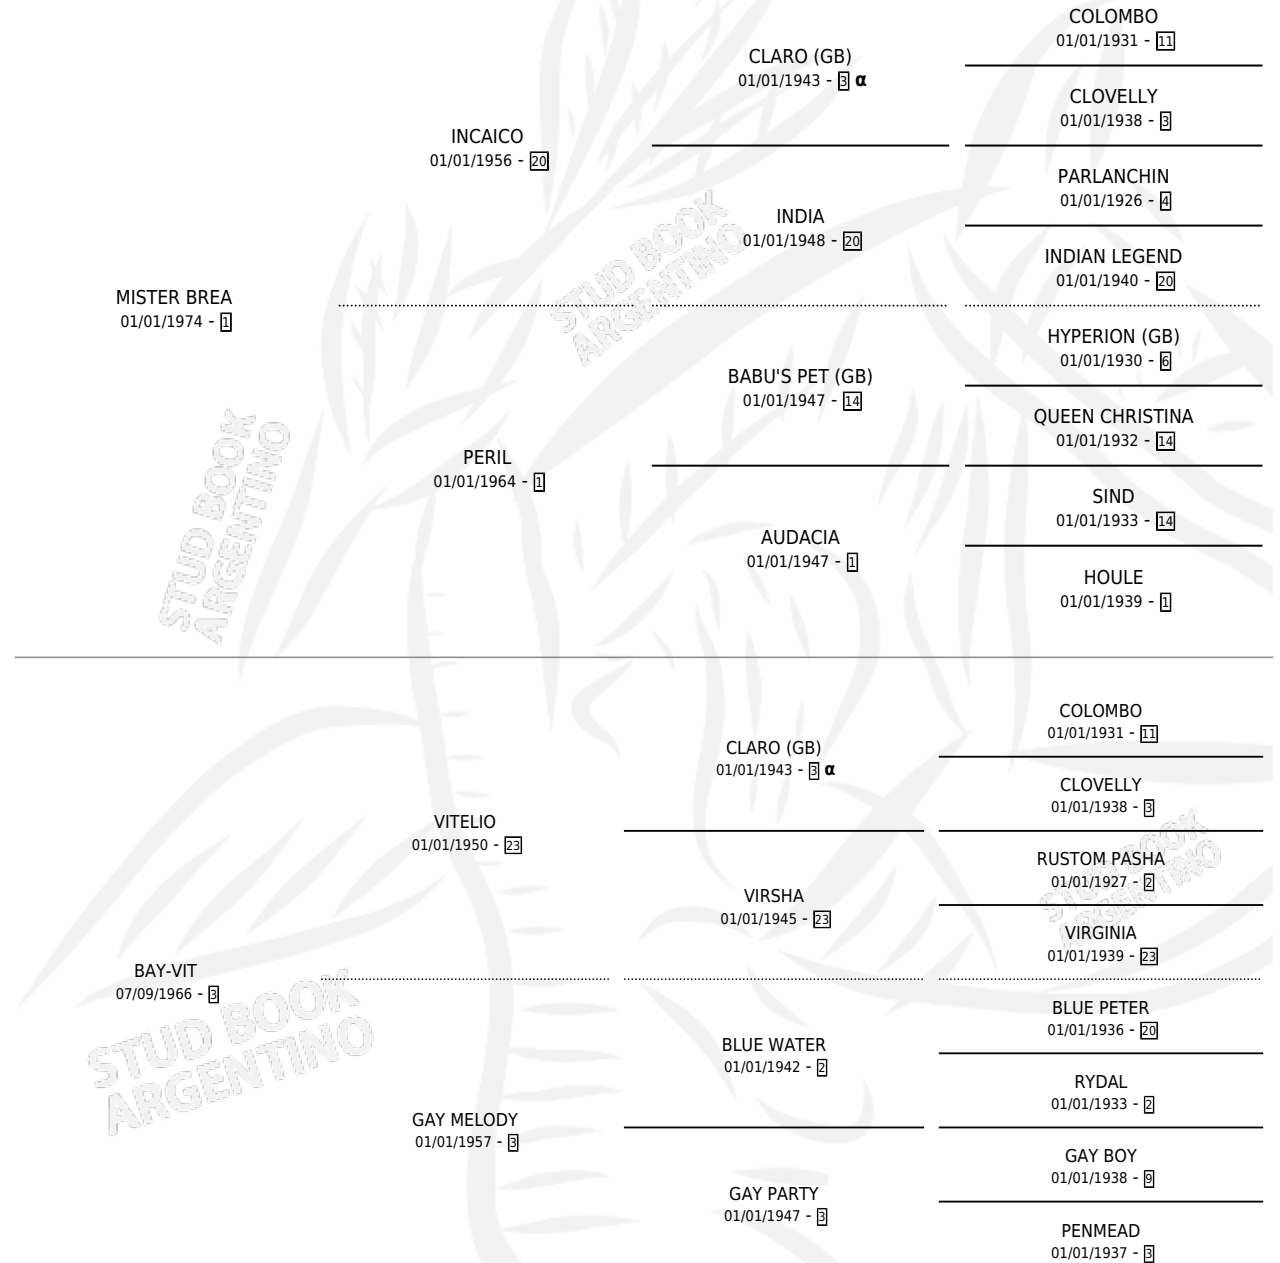 COLOMBO
01/01/1931 - 11
CLARO (GB)
01/01/1943 - 3 α
CLOVELLY
01/01/1938 - 3
INCAICO
01/01/1956 - 20
PARLANCHIN
01/01/1926 - 4
INDIA
01/01/1948 - 20
INDIAN LEGEND
01/01/1940 - 20
MISTER BREA
01/01/1974 - 1
HYPERION (GB)
01/01/1930 - 6
BABU'S PET (GB)
01/01/1947 - 14
QUEEN CHRISTINA
01/01/1932 - 14
PERIL
01/01/1964 - 1
SIND
01/01/1933 - 14
AUDACIA
01/01/1947 - 1
HOULE
01/01/1939 - 1
STUD BOOK
ARGENTINO
STUD BOOK
ARGENTINO
COLOMBO
01/01/1931 - 11
CLARO (GB)
01/01/1943 - 3 α
CLOVELLY
01/01/1938 - 3
VITELIO
01/01/1950 - 23
RUSTOM PASHA
01/01/1927 - 2
VIRSHA
01/01/1945 - 23
VIRGINIA
01/01/1939 - 23
BAY-VIT
07/09/1966 - 3
BLUE PETER
01/01/1936 - 20
BLUE WATER
01/01/1942 - 2
RYDAL
01/01/1933 - 2
GAY MELODY
01/01/1957 - 3
GAY BOY
01/01/1938 - 9
GAY PARTY
01/01/1947 - 3
PENMEAD
01/01/1937 - 3
STUD BOOK
ARGENTINO
STUD BOOK
ARGENTINO